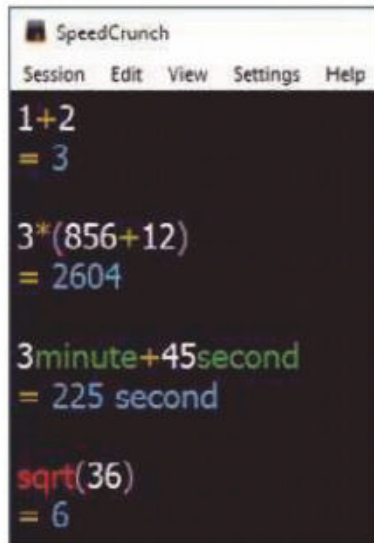 SpeedCrunch
Session Edit View Settings Help
1+2
= 3
3*(856+12)
= 2604
3minute+45second
= 225 second
sqrt(36)
= 6